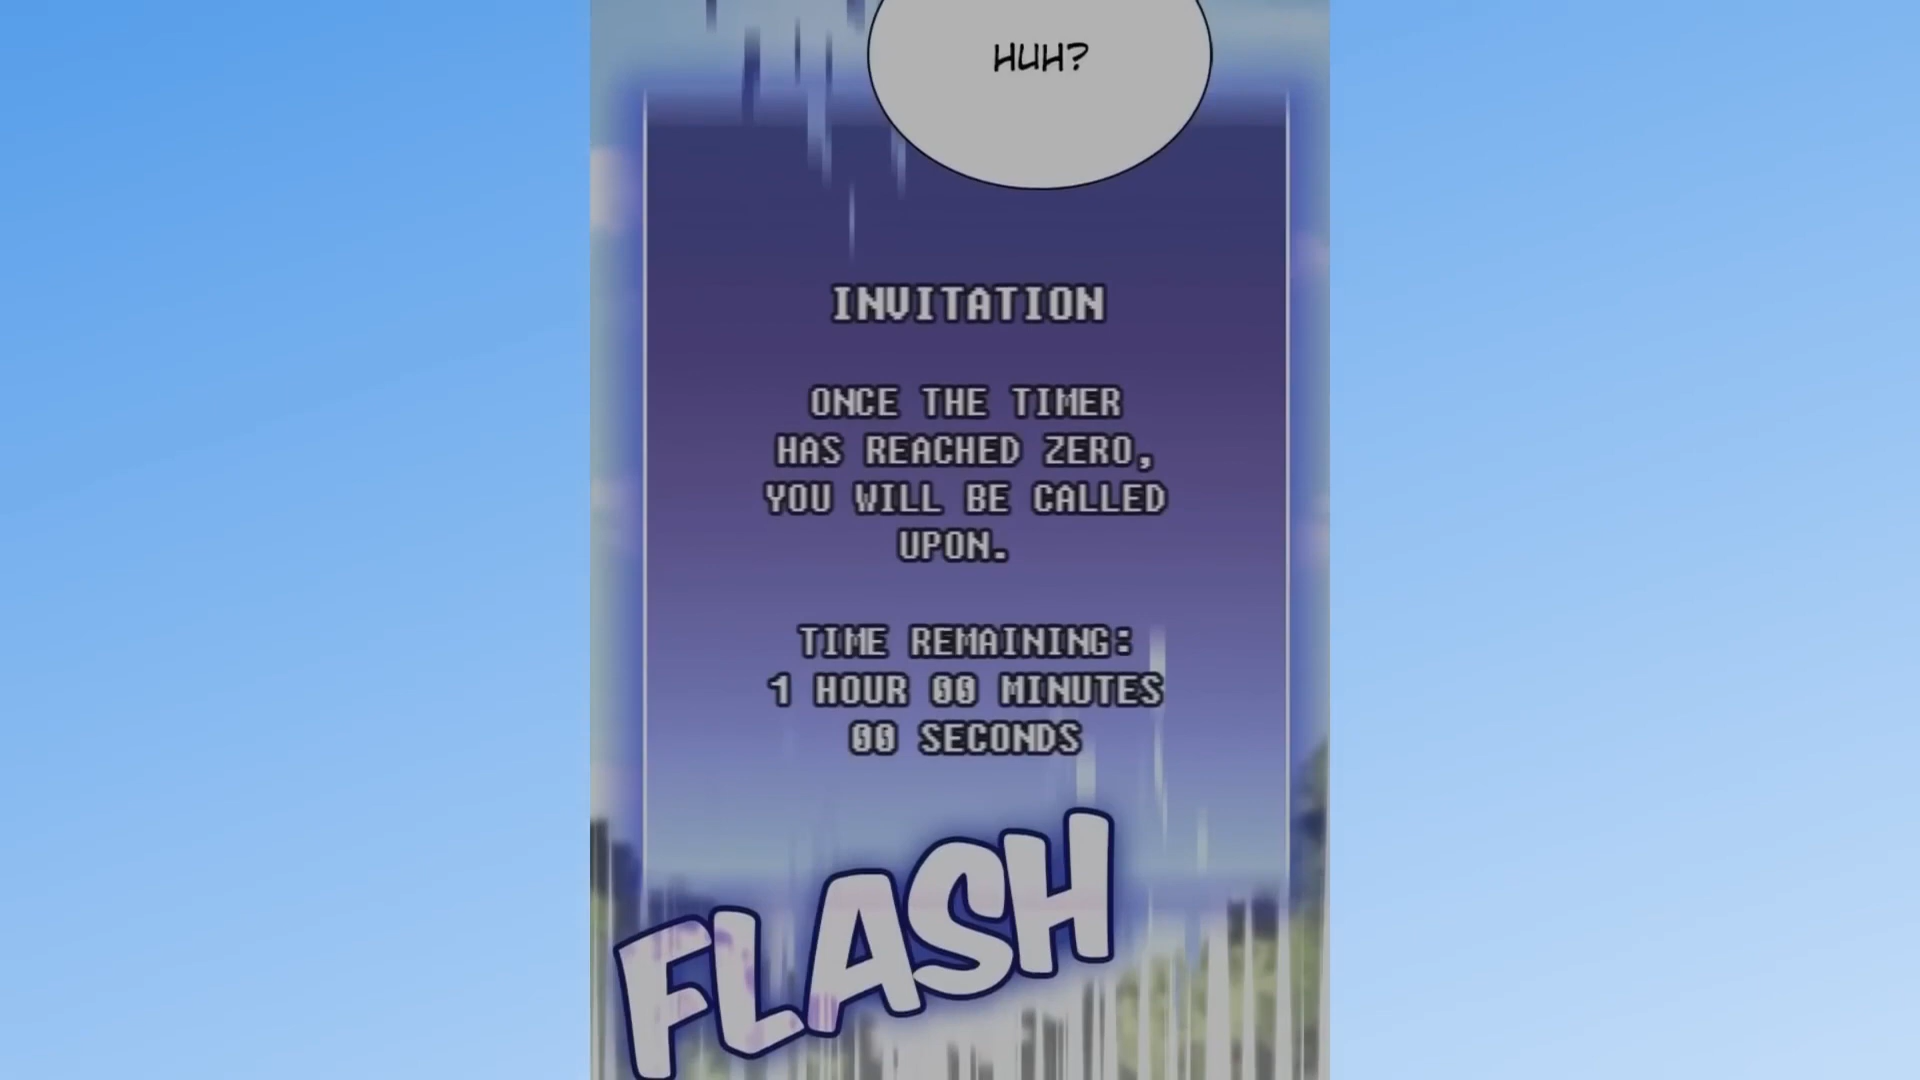 HUH?
INVITATION
ONCE THE TIMER
HAS REACHED ZERO,
YOU WILL BE CALLED
UPON.
TIME REMAINING:
1 HOUR 00 MINUTES
00 SECONDS
FLASH